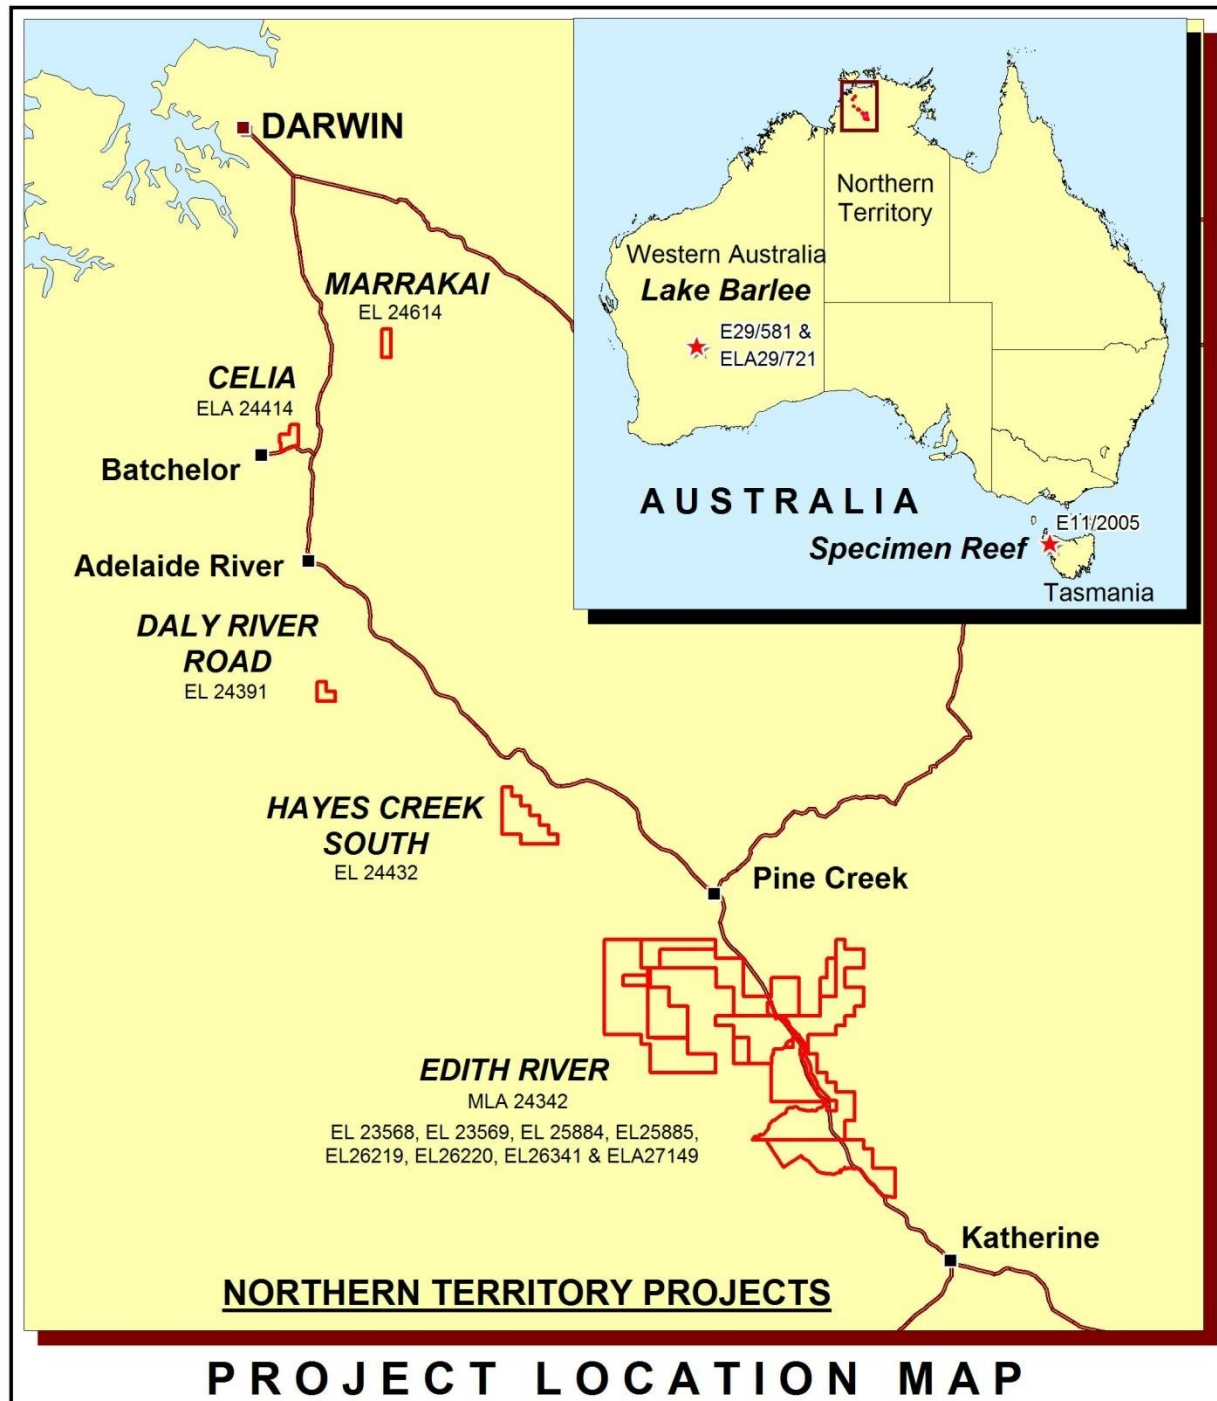 DARWIN
MARRAKAI
EL 24614
CELIA
ELA 24414
Batchelor
Adelaide River
DALY RIVER
ROAD
EL 24391
HAYES CREEK
SOUTH
EL 24432
Pine Creek
EDITH RIVER
MLA 24342
EL 23568, EL 23569, EL 25884, EL25885,
EL26219, EL26220, EL26341 & ELA27149
Katherine
NORTHERN TERRITORY PROJECTS
Northern
Territory
Western Australia
Lake Barlee
E29/581 &
ELA29/721
AUSTRALIA
E11/2005
Specimen Reef
Tasmania
PROJECT LOCATION MAP